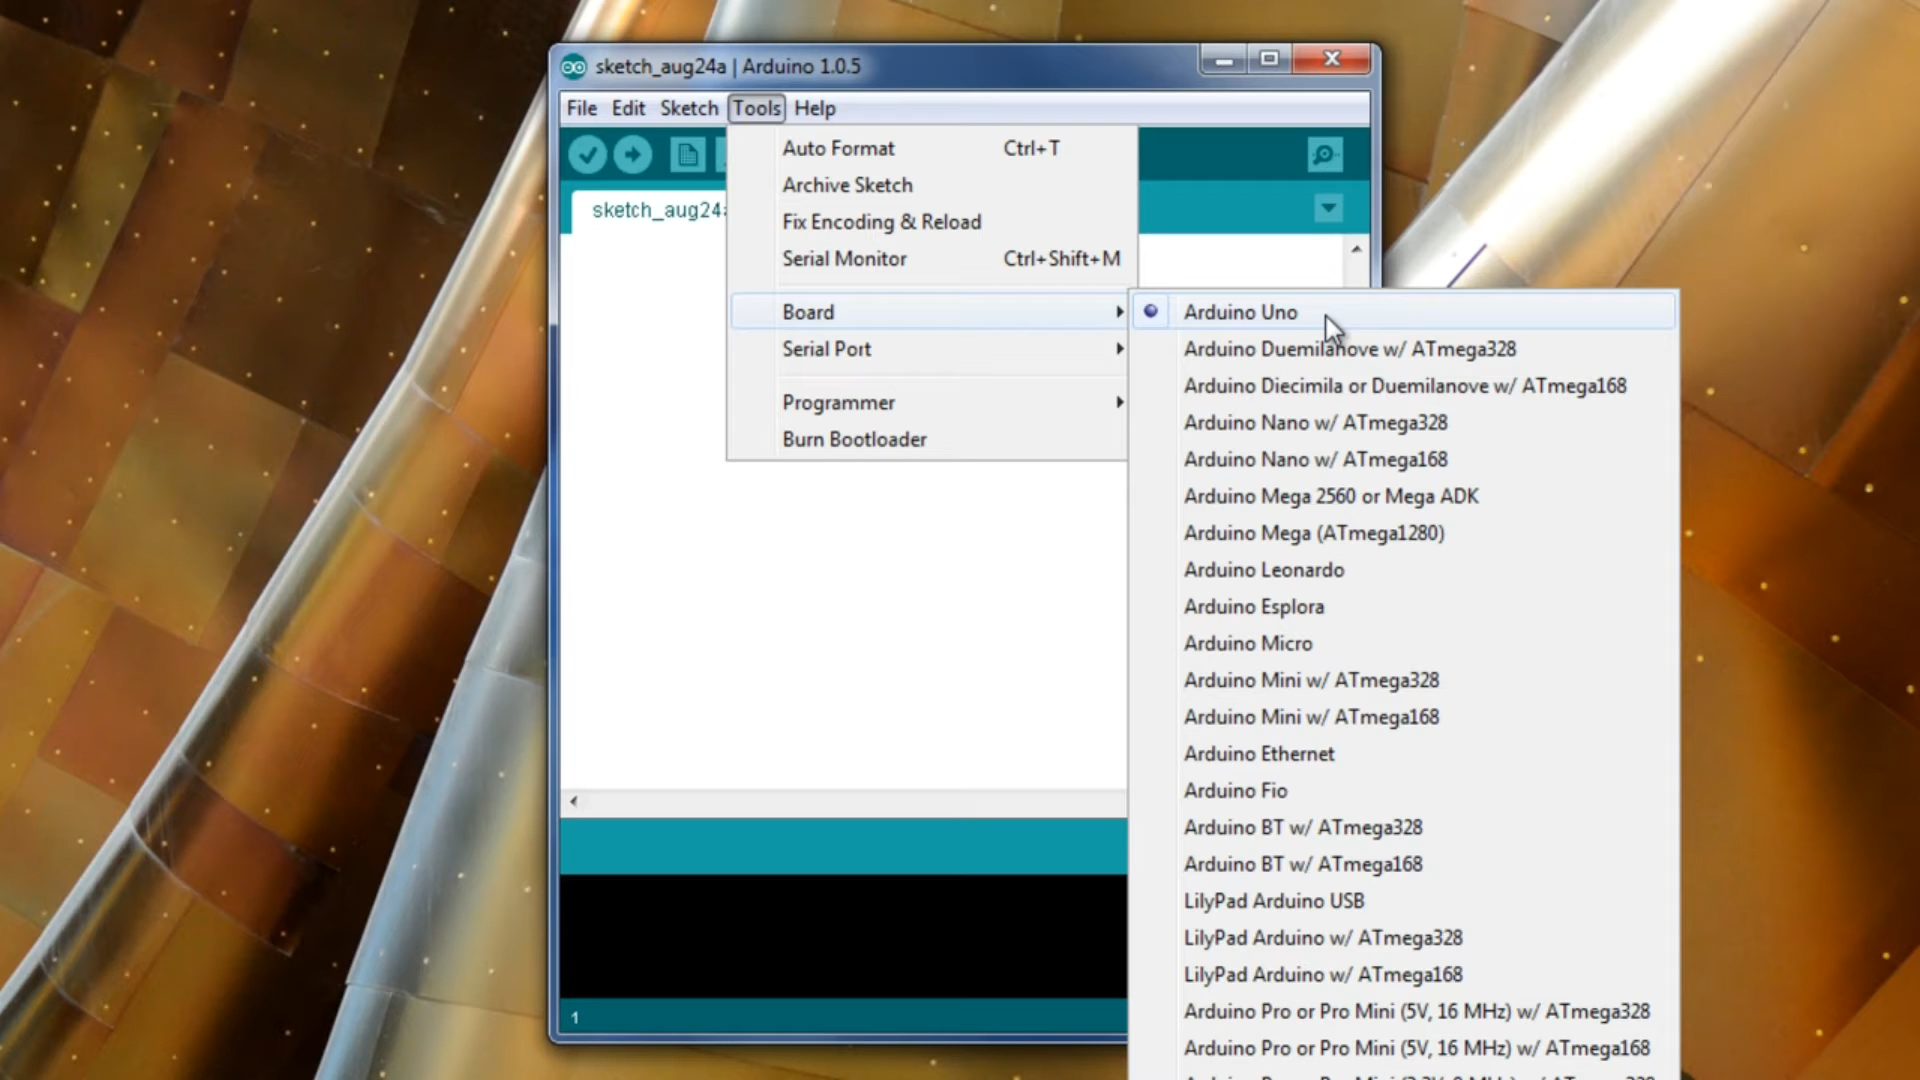 sketch_aug24a | Arduino 1.0.5
File Edit Sketch Tools Help
Auto Format Ctrl+T
Archive Sketch
sketch_aug24
Fix Encoding & Reload
Serial Monitor Ctrl+Shift+M
Board
Serial Port
Programmer
Burn Bootloader
Arduino Uno
Arduino Duemilanove w/ ATmega328
Arduino Diecimila or Duemilanove w/ ATmega168
Arduino Nano w/ ATmega328
Arduino Nano w/ ATmega168
Arduino Mega 2560 or Mega ADK
Arduino Mega (ATmega1280)
Arduino Leonardo
Arduino Esplora
Arduino Micro
Arduino Mini w/ ATmega328
Arduino Mini w/ ATmega168
Arduino Ethernet
Arduino Fio
Arduino BT w/ ATmega328
Arduino BT w/ ATmega168
LilyPad Arduino USB
LilyPad Arduino w/ ATmega328
LilyPad Arduino w/ ATmega168
Arduino Pro or Pro Mini (5V, 16 MHz) w/ ATmega328
Arduino Pro or Pro Mini (5V, 16 MHz) w/ ATmega168
1